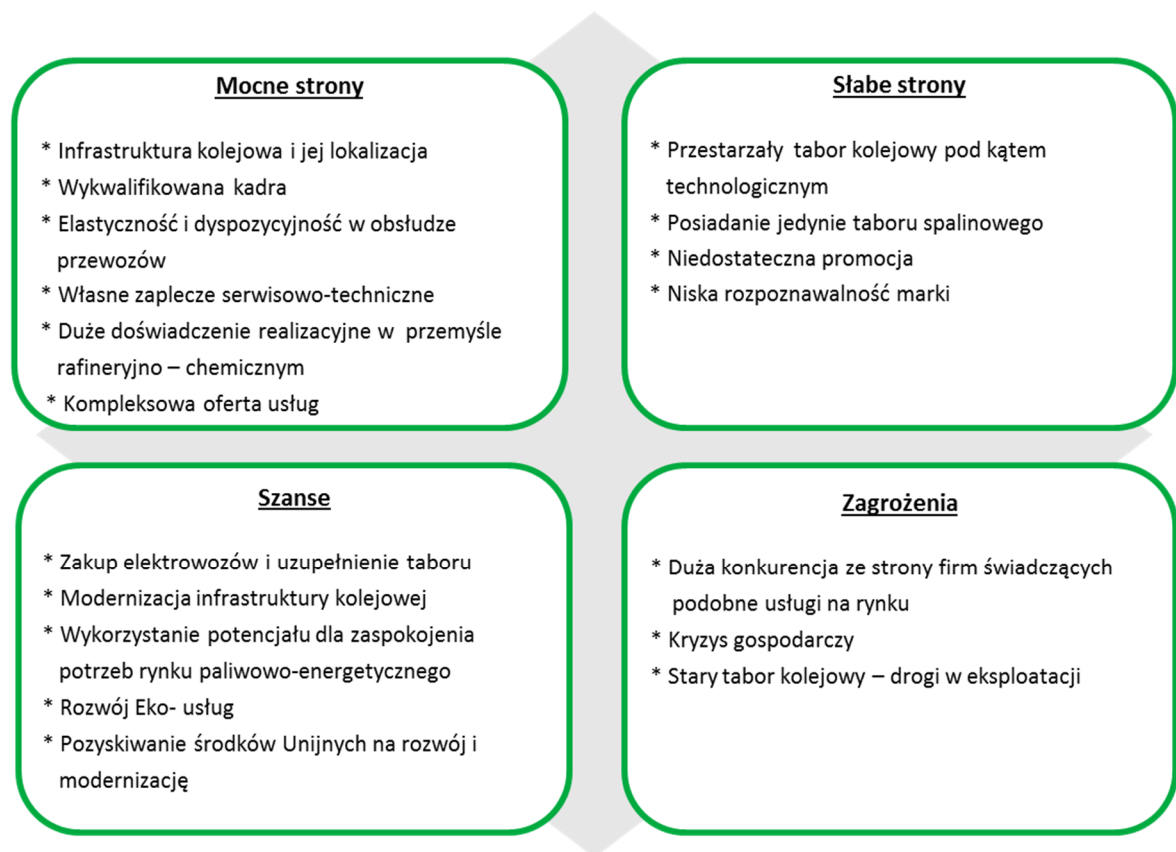 Mocne strony
* Infrastruktura kolejowa i jej lokalizacja
* Wykwalifikowana kadra
* Elastyczność i dyspozycyjność w obsłudze
przewozów
* Własne zaplecze serwisowo-techniczne
* Duże doświadczenie realizacyjne w przemyśle
rafineryjno – chemicznym
* Kompleksowa oferta usług
Słabe strony
* Przestarzały tabor kolejowy pod kątem
technologicznym
* Posiadanie jedynie taboru spalinowego
* Niedostateczna promocja
* Niska rozpoznawalność marki
Szanse
* Zakup elektrowozów i uzupełnienie taboru
* Modernizacja infrastruktury kolejowej
* Wykorzystanie potencjału dla zaspokojenia
potrzeb rynku paliwowo-energetycznego
* Rozwój Eko- usług
* Pozyskiwanie środków Unijnych na rozwój i
modernizację
Zagrożenia
* Duża konkurencja ze strony firm świadczących
podobne usługi na rynku
* Kryzys gospodarczy
* Stary tabor kolejowy – drogi w eksploatacji